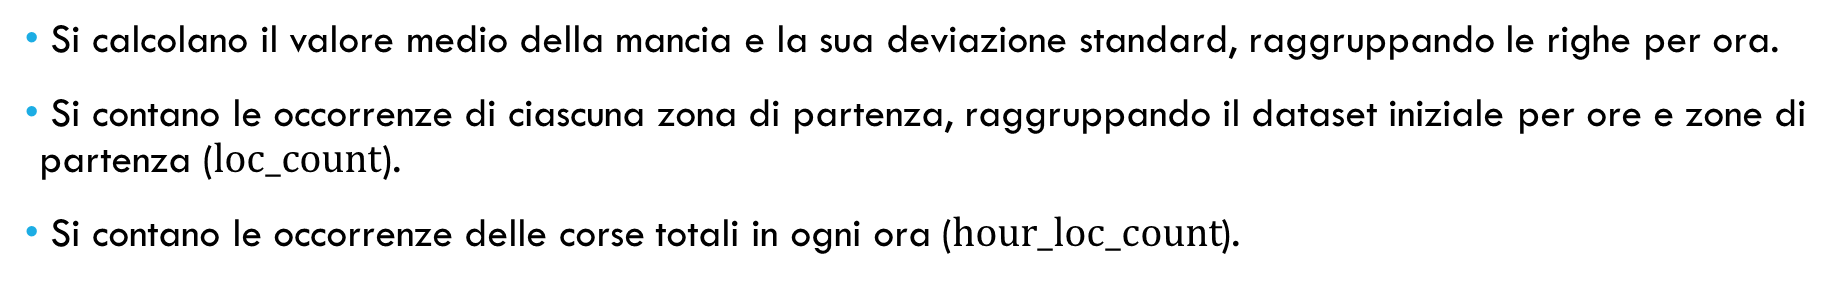 • Si calcolano il valore medio della mancia e la sua deviazione standard, raggruppando le righe per ora.
• Si contano le occorrenze di ciascuna zona di partenza, raggruppando il dataset iniziale per ore e zone di
partenza (loc_count).
• Si contano le occorrenze delle corse totali in ogni ora (hour_loc_count).